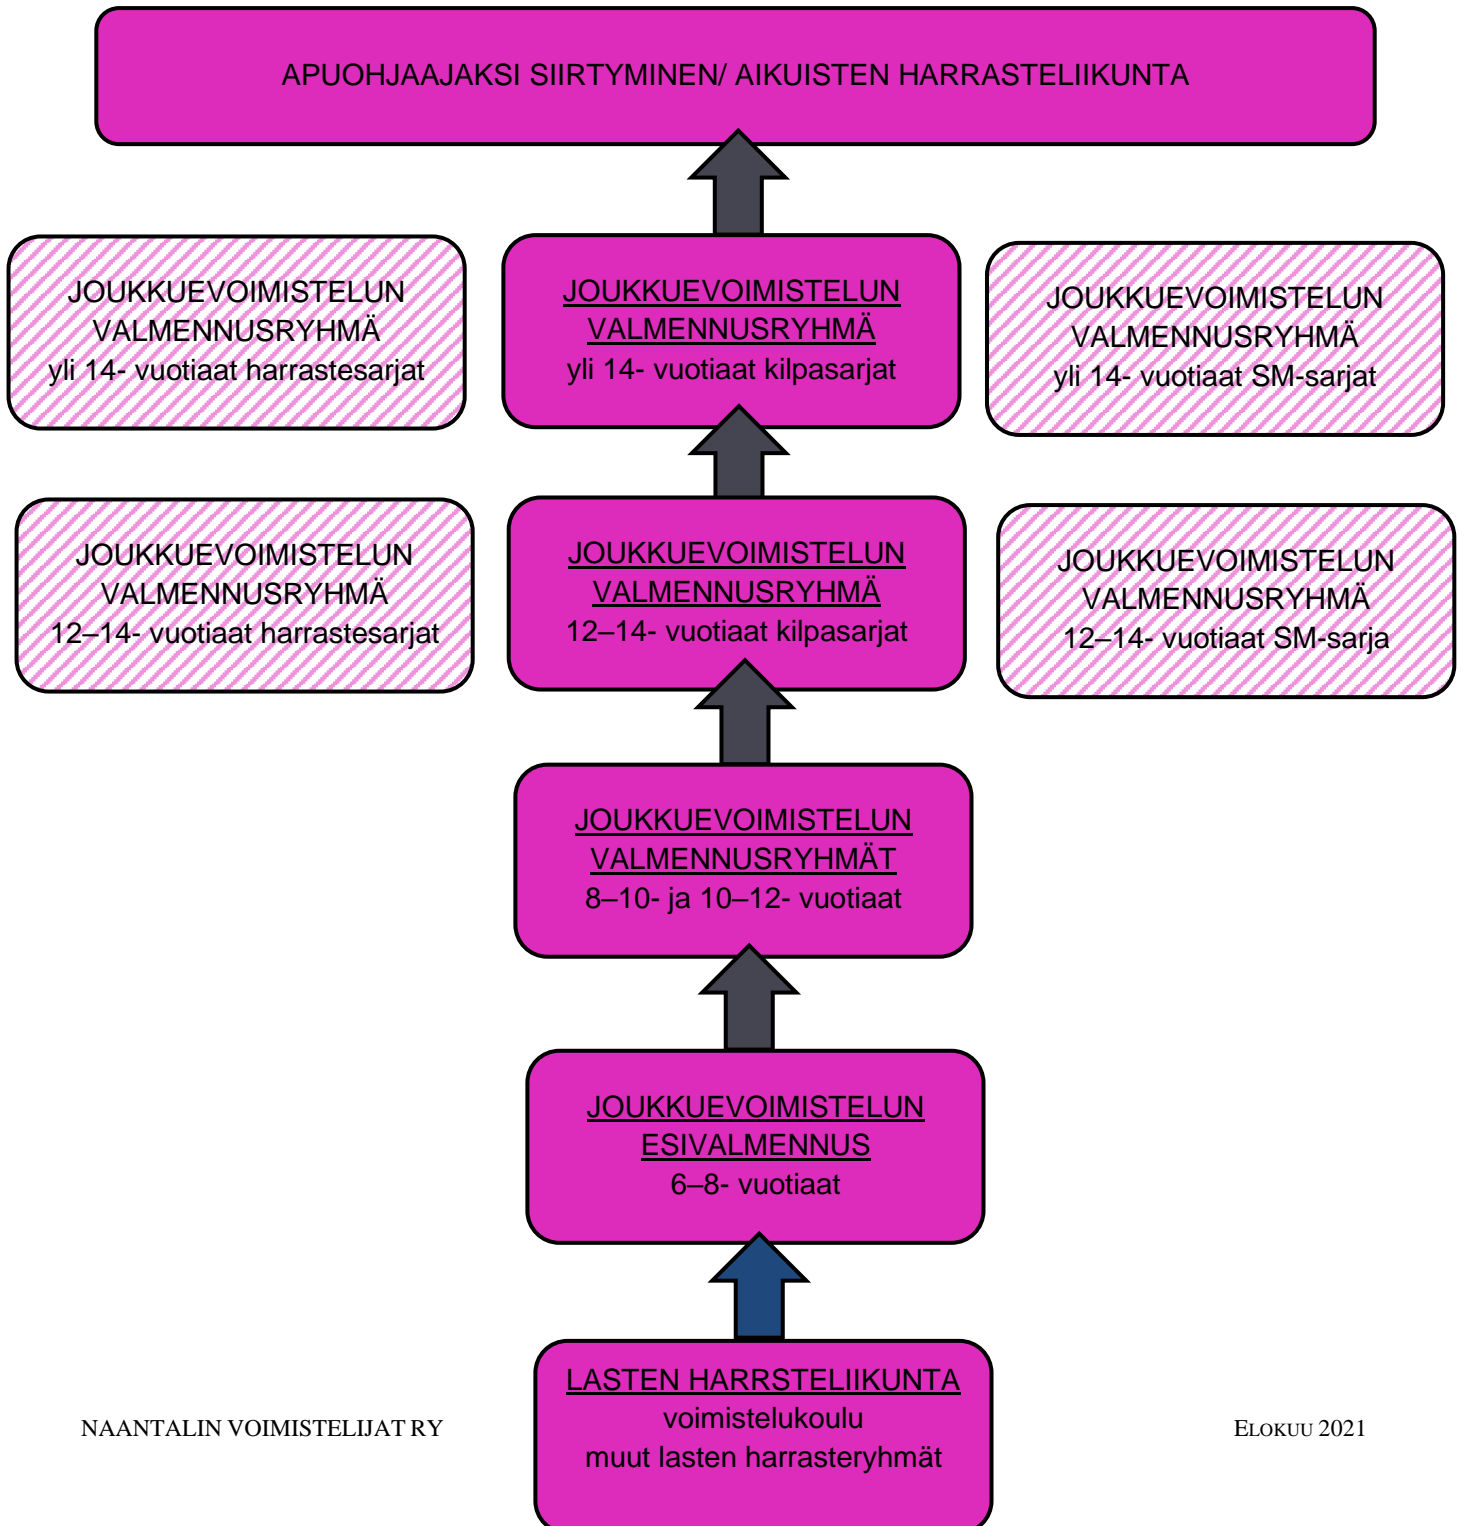 APUOHJAAJAKSI SIIRTYMINEN/ AIKUISTEN HARRASTELIIKUNTA
JOUKKUEVOIMISTELUN
VALMENNUSRYHMÄ
yli 14- vuotiaat harrastesarjat
JOUKKUEVOIMISTELUN
VALMENNUSRYHMÄ
yli 14- vuotiaat kilpasarjat
JOUKKUEVOIMISTELUN
VALMENNUSRYHMÄ
yli 14- vuotiaat SM-sarjat
JOUKKUEVOIMISTELUN
VALMENNUSRYHMÄ
12–14- vuotiaat harrastesarjat
JOUKKUEVOIMISTELUN
VALMENNUSRYHMÄ
12–14- vuotiaat kilpasarjat
JOUKKUEVOIMISTELUN
VALMENNUSRYHMÄ
12–14- vuotiaat SM-sarja
JOUKKUEVOIMISTELUN
VALMENNUSRYHMÄT
8–10- ja 10–12- vuotiaat
JOUKKUEVOIMISTELUN
ESIVALMENNUS
6–8- vuotiaat
LASTEN HARRSTELIIKUNTA
voimistelukoulu
muut lasten harrasteryhmät
NAANTALIN VOIMISTELIJAT RY
ELOKUU 2021